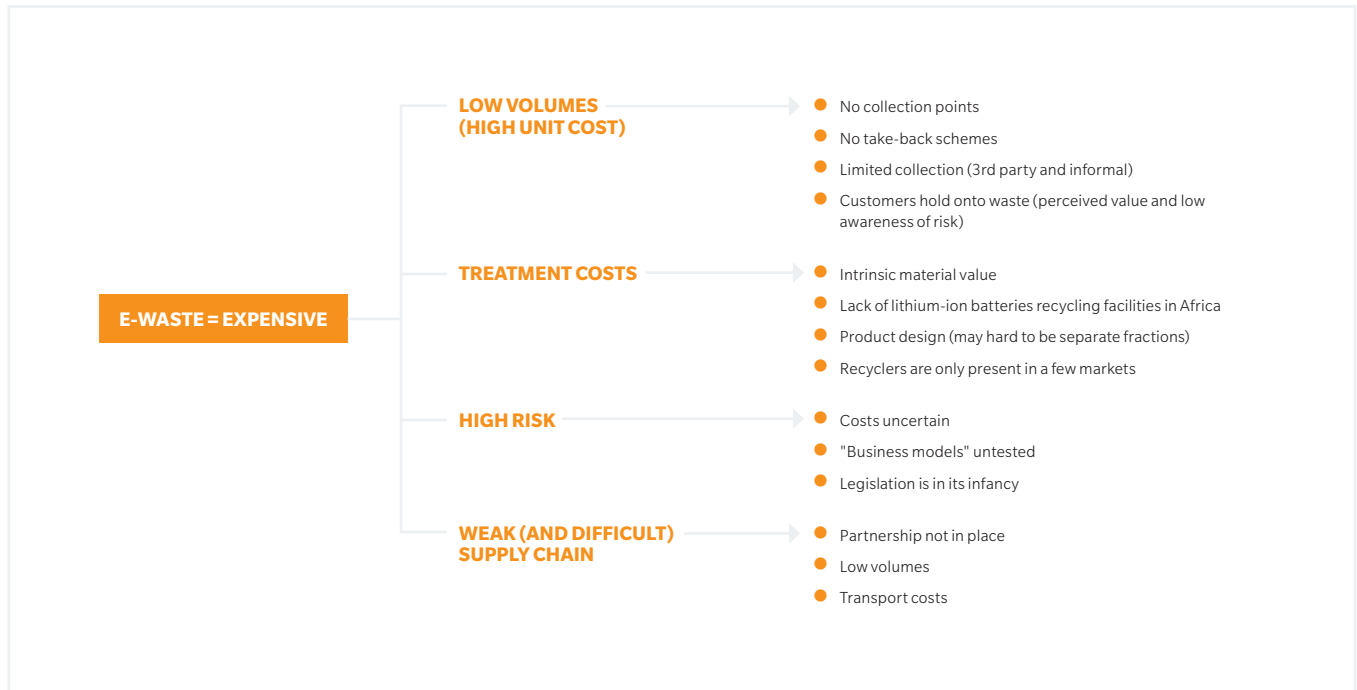 E-WASTE = EXPENSIVE
LOW VOLUMES
(HIGH UNIT COST)
No collection points
No take-back schemes
Limited collection (3rd party and informal)
Customers hold onto waste (perceived value and low
awareness of risk)
TREATMENT COSTS
Intrinsic material value
Lack of lithium-ion batteries recycling facilities in Africa
Product design (may hard to be separate fractions)
Recyclers are only present in a few markets
HIGH RISK
Costs uncertain
"Business models" untested
Legislation is in its infancy
WEAK (AND DIFFICULT)
SUPPLY CHAIN
Partnership not in place
Low volumes
Transport costs